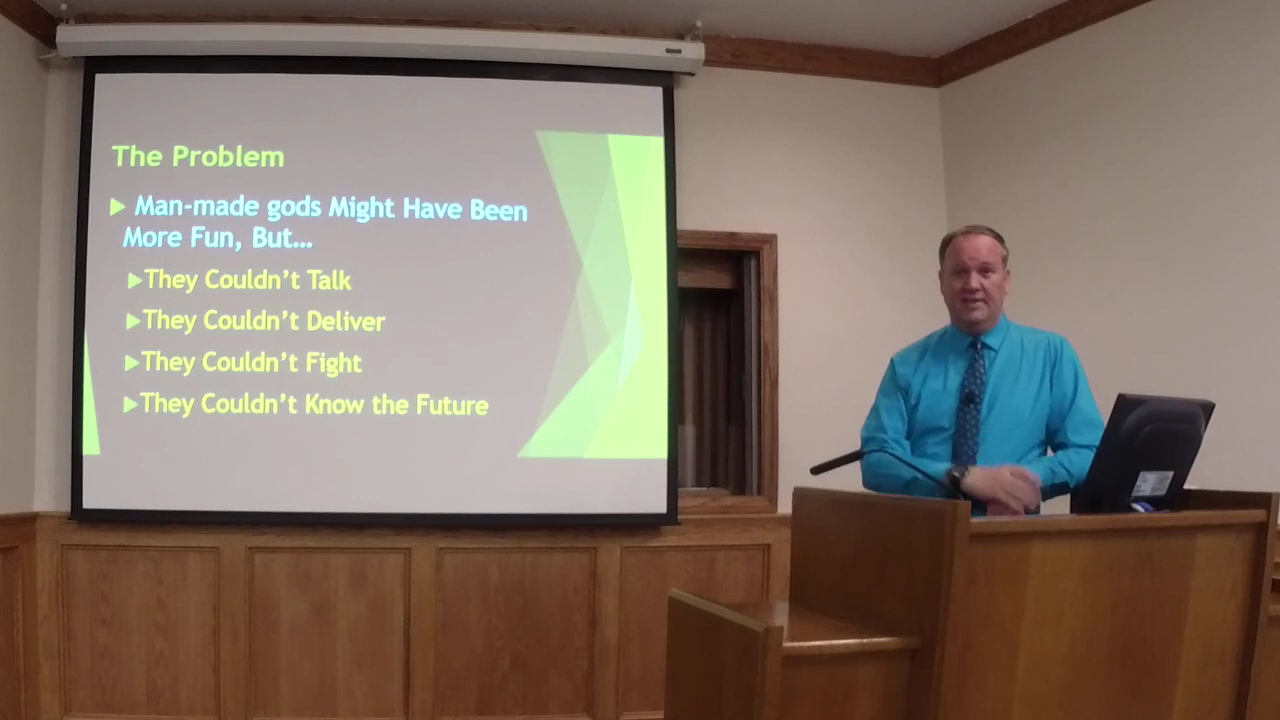 The Problem
Man-made gods Might Have Been
More Fun, But...
They Couldn't Talk
They Couldn't Deliver
They Couldn't Fight
They Couldn't Know the Future